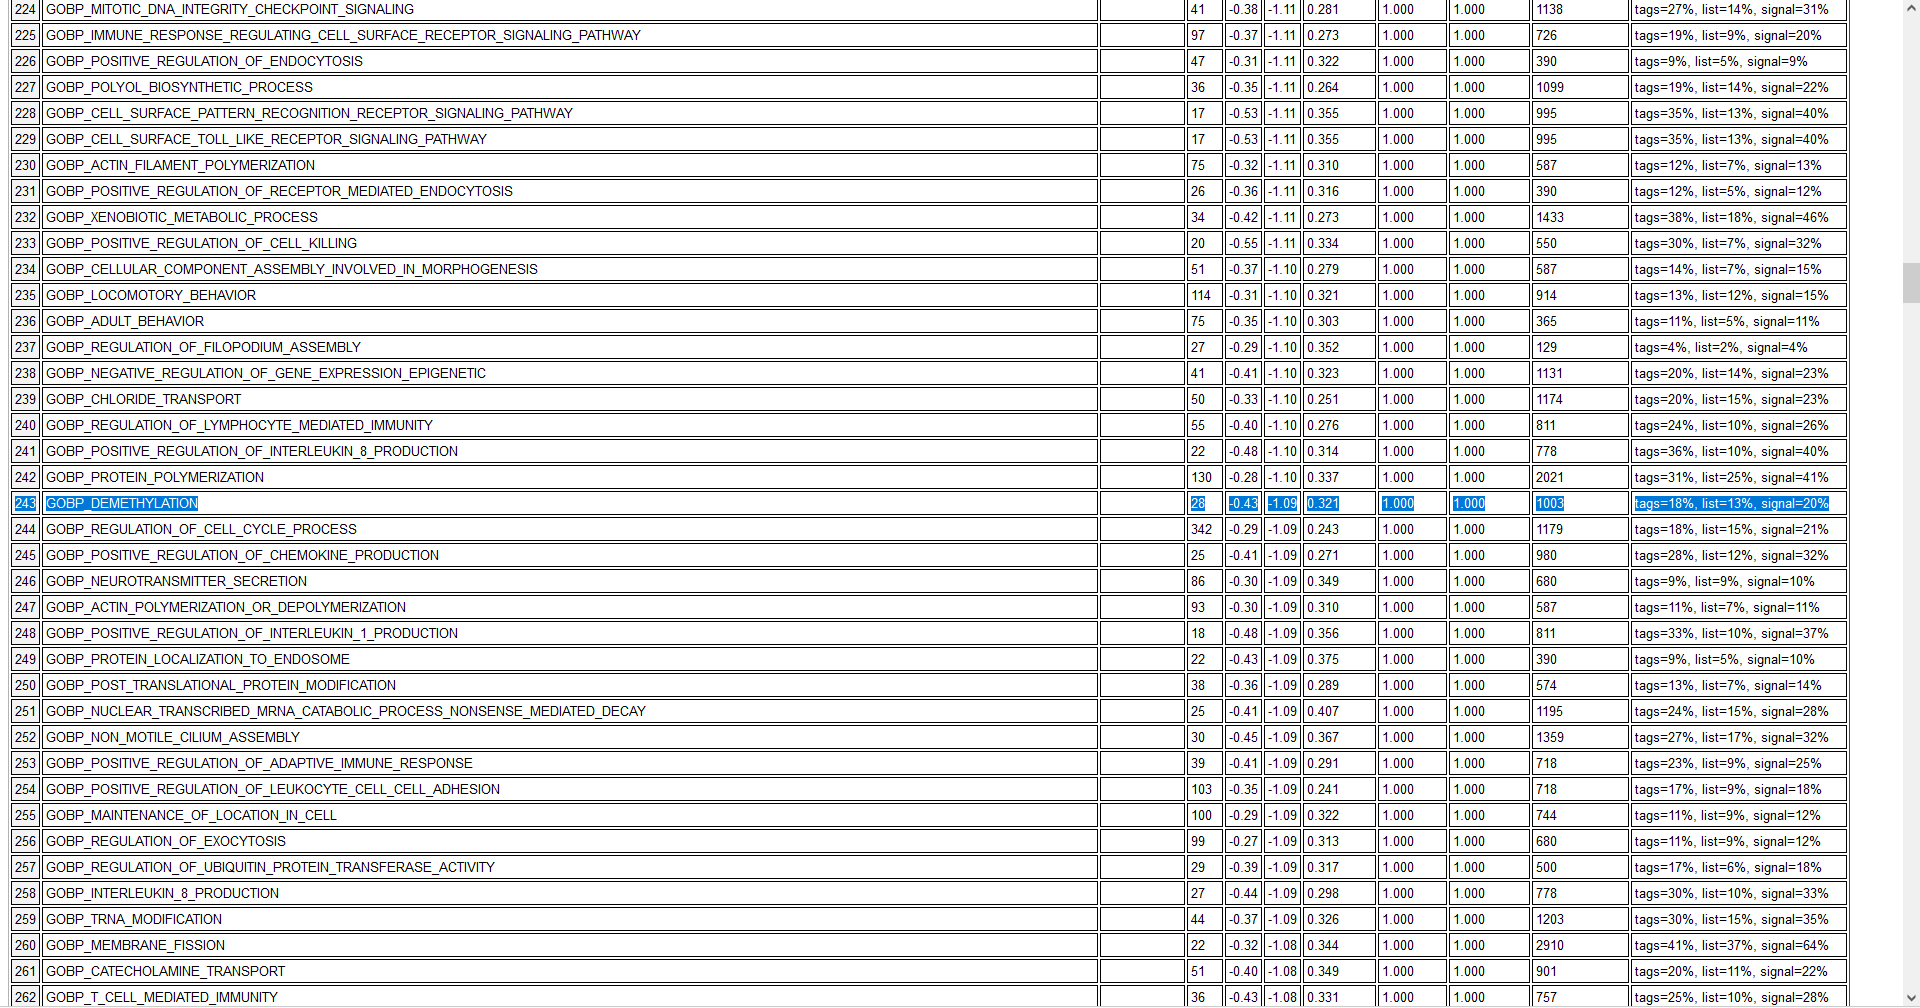 224 GOBP_MITOTIC_DNA_INTEGRITY_CHECKPOINT_SIGNALING 41 -0.38 -1.11 0.281 1.000 1.000 1138 tags=27%, list=14%, signal=31%
225 GOBP_IMMUNE_RESPONSE_REGULATING_CELL_SURFACE_RECEPTOR_SIGNALING_PATHWAY 97 -0.37 -1.11 0.273 1.000 1.000 726 tags=19%, list=9%, signal=20%
226 GOBP_POSITIVE_REGULATION_OF_ENDOCYTOSIS 47 -0.31 -1.11 0.322 1.000 1.000 390 tags=9%, list=5%, signal=9%
227 GOBP_POLYOL_BIOSYNTHETIC_PROCESS 36 -0.35 -1.11 0.264 1.000 1.000 1099 tags=19%, list=14%, signal=22%
228 GOBP_CELL_SURFACE_PATTERN_RECOGNITION_RECEPTOR_SIGNALING_PATHWAY 17 -0.53 -1.11 0.355 1.000 1.000 995 tags=35%, list=13%, signal=40%
229 GOBP_CELL_SURFACE_TOLL_LIKE_RECEPTOR_SIGNALING_PATHWAY 17 -0.53 -1.11 0.355 1.000 1.000 995 tags=35%, list=13%, signal=40%
230 GOBP_ACTIN_FILAMENT_POLYMERIZATION 75 -0.32 -1.11 0.310 1.000 1.000 587 tags=12%, list=7%, signal=13%
231 GOBP_POSITIVE_REGULATION_OF_RECEPTOR_MEDIATED_ENDOCYTOSIS 26 -0.36 -1.11 0.316 1.000 1.000 390 tags=12%, list=5%, signal=12%
232 GOBP_XENOBIOTIC_METABOLIC_PROCESS 34 -0.42 -1.11 0.273 1.000 1.000 1433 tags=38%, list=18%, signal=46%
233 GOBP_POSITIVE_REGULATION_OF_CELL_KILLING 20 -0.55 -1.11 0.334 1.000 1.000 550 tags=30%, list=7%, signal=32%
234 GOBP_CELLULAR_COMPONENT_ASSEMBLY_INVOLVED_IN_MORPHOGENESIS 51 -0.37 -1.10 0.279 1.000 1.000 587 tags=14%, list=7%, signal=15%
235 GOBP_LOCOMOTORY_BEHAVIOR 114 -0.31 -1.10 0.321 1.000 1.000 914 tags=13%, list=12%, signal=15%
236 GOBP_ADULT_BEHAVIOR 75 -0.35 -1.10 0.303 1.000 1.000 365 tags=11%, list=5%, signal=11%
237 GOBP_REGULATION_OF_FILOPODIUM_ASSEMBLY 27 -0.29 -1.10 0.352 1.000 1.000 129 tags=4%, list=2%, signal=4%
238 GOBP_NEGATIVE_REGULATION_OF_GENE_EXPRESSION_EPIGENETIC 41 -0.41 -1.10 0.323 1.000 1.000 1131 tags=20%, list=14%, signal=23%
239 GOBP_CHLORIDE_TRANSPORT 50 -0.33 -1.10 0.251 1.000 1.000 1174 tags=20%, list=15%, signal=23%
240 GOBP_REGULATION_OF_LYMPHOCYTE_MEDIATED_IMMUNITY 55 -0.40 -1.10 0.276 1.000 1.000 811 tags=24%, list=10%, signal=26%
241 GOBP_POSITIVE_REGULATION_OF_INTERLEUKIN_8_PRODUCTION 22 -0.48 -1.10 0.314 1.000 1.000 778 tags=36%, list=10%, signal=40%
242 GOBP_PROTEIN_POLYMERIZATION 130 -0.28 -1.10 0.337 1.000 1.000 2021 tags=31%, list=25%, signal=41%
243 GOBP_DEMETHYLATION 28 -0.43 -1.09 0.321 1.000 1.000 1003 tags=18%, list=13%, signal=20%
244 GOBP_REGULATION_OF_CELL_CYCLE_PROCESS 342 -0.29 -1.09 0.243 1.000 1.000 1179 tags=18%, list=15%, signal=21%
245 GOBP_POSITIVE_REGULATION_OF_CHEMOKINE_PRODUCTION 25 -0.41 -1.09 0.271 1.000 1.000 980 tags=28%, list=12%, signal=32%
246 GOBP_NEUROTRANSMITTER_SECRETION 86 -0.30 -1.09 0.349 1.000 1.000 680 tags=9%, list=9%, signal=10%
247 GOBP_ACTIN_POLYMERIZATION_OR_DEPOLYMERIZATION 93 -0.30 -1.09 0.310 1.000 1.000 587 tags=11%, list=7%, signal=11%
248 GOBP_POSITIVE_REGULATION_OF_INTERLEUKIN_1_PRODUCTION 18 -0.48 -1.09 0.356 1.000 1.000 811 tags=33%, list=10%, signal=37%
249 GOBP_PROTEIN_LOCALIZATION_TO_ENDOSOME 22 -0.43 -1.09 0.375 1.000 1.000 390 tags=9%, list=5%, signal=10%
250 GOBP_POST_TRANSLATIONAL_PROTEIN_MODIFICATION 38 -0.36 -1.09 0.289 1.000 1.000 574 tags=13%, list=7%, signal=14%
251 GOBP_NUCLEAR_TRANSCRIBED_MRNA_CATABOLIC_PROCESS_NONSENSE_MEDIATED_DECAY 25 -0.41 -1.09 0.407 1.000 1.000 1195 tags=24%, list=15%, signal=28%
252 GOBP_NON_MOTILE_CILIUM_ASSEMBLY 30 -0.45 -1.09 0.367 1.000 1.000 1359 tags=27%, list=17%, signal=32%
253 GOBP_POSITIVE_REGULATION_OF_ADAPTIVE_IMMUNE_RESPONSE 39 -0.41 -1.09 0.291 1.000 1.000 718 tags=23%, list=9%, signal=25%
254 GOBP_POSITIVE_REGULATION_OF_LEUKOCYTE_CELL_CELL_ADHESION 103 -0.35 -1.09 0.241 1.000 1.000 718 tags=17%, list=9%, signal=18%
255 GOBP_MAINTENANCE_OF_LOCATION_IN_CELL 100 -0.29 -1.09 0.322 1.000 1.000 744 tags=11%, list=9%, signal=12%
256 GOBP_REGULATION_OF_EXOCYTOSIS 99 -0.27 -1.09 0.313 1.000 1.000 680 tags=11%, list=9%, signal=12%
257 GOBP_REGULATION_OF_UBIQUITIN_PROTEIN_TRANSFERASE_ACTIVITY 29 -0.39 -1.09 0.317 1.000 1.000 500 tags=17%, list=6%, signal=18%
258 GOBP_INTERLEUKIN_8_PRODUCTION 27 -0.44 -1.09 0.298 1.000 1.000 778 tags=30%, list=10%, signal=33%
259 GOBP_TRNA_MODIFICATION 44 -0.37 -1.09 0.326 1.000 1.000 1203 tags=30%, list=15%, signal=35%
260 GOBP_MEMBRANE_FISSION 22 -0.32 -1.08 0.344 1.000 1.000 2910 tags=41%, list=37%, signal=64%
261 GOBP_CATECHOLAMINE_TRANSPORT 51 -0.40 -1.08 0.349 1.000 1.000 901 tags=20%, list=11%, signal=22%
262 GOBP_T_CELL_MEDIATED_IMMUNITY 36 -0.43 -1.08 0.331 1.000 1.000 757 tags=25%, list=10%, signal=28%